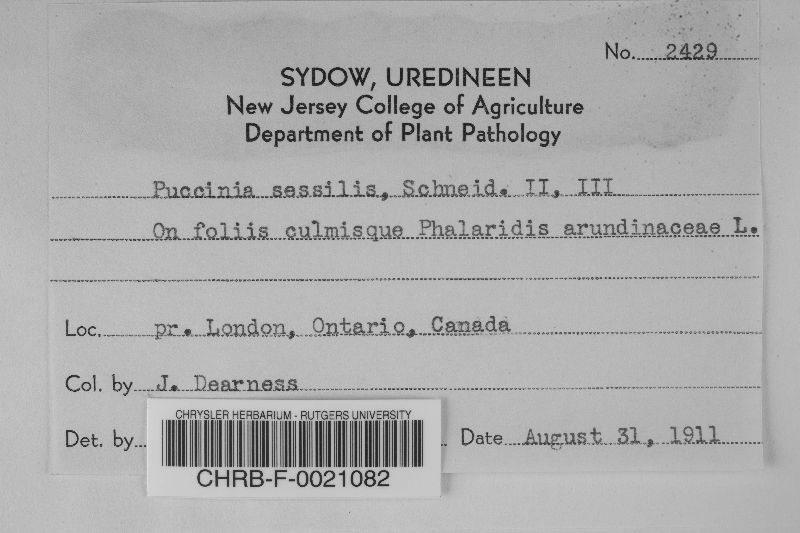 No. 2429
SYDOW, UREDINEEN
New Jersey College of Agriculture
Department of Plant Pathology
Puccinia sessilis, Schneid. II, III
On foliis culmisque Phalaridis arundinaceae L.
Loc. pr. London, Ontario, Canada
Col. by J. Dearness
Det. by
Date August 31, 1911
CHRYSLER HERBARIUM - RUTGERS UNIVERSITY
CHRB-F-0021082